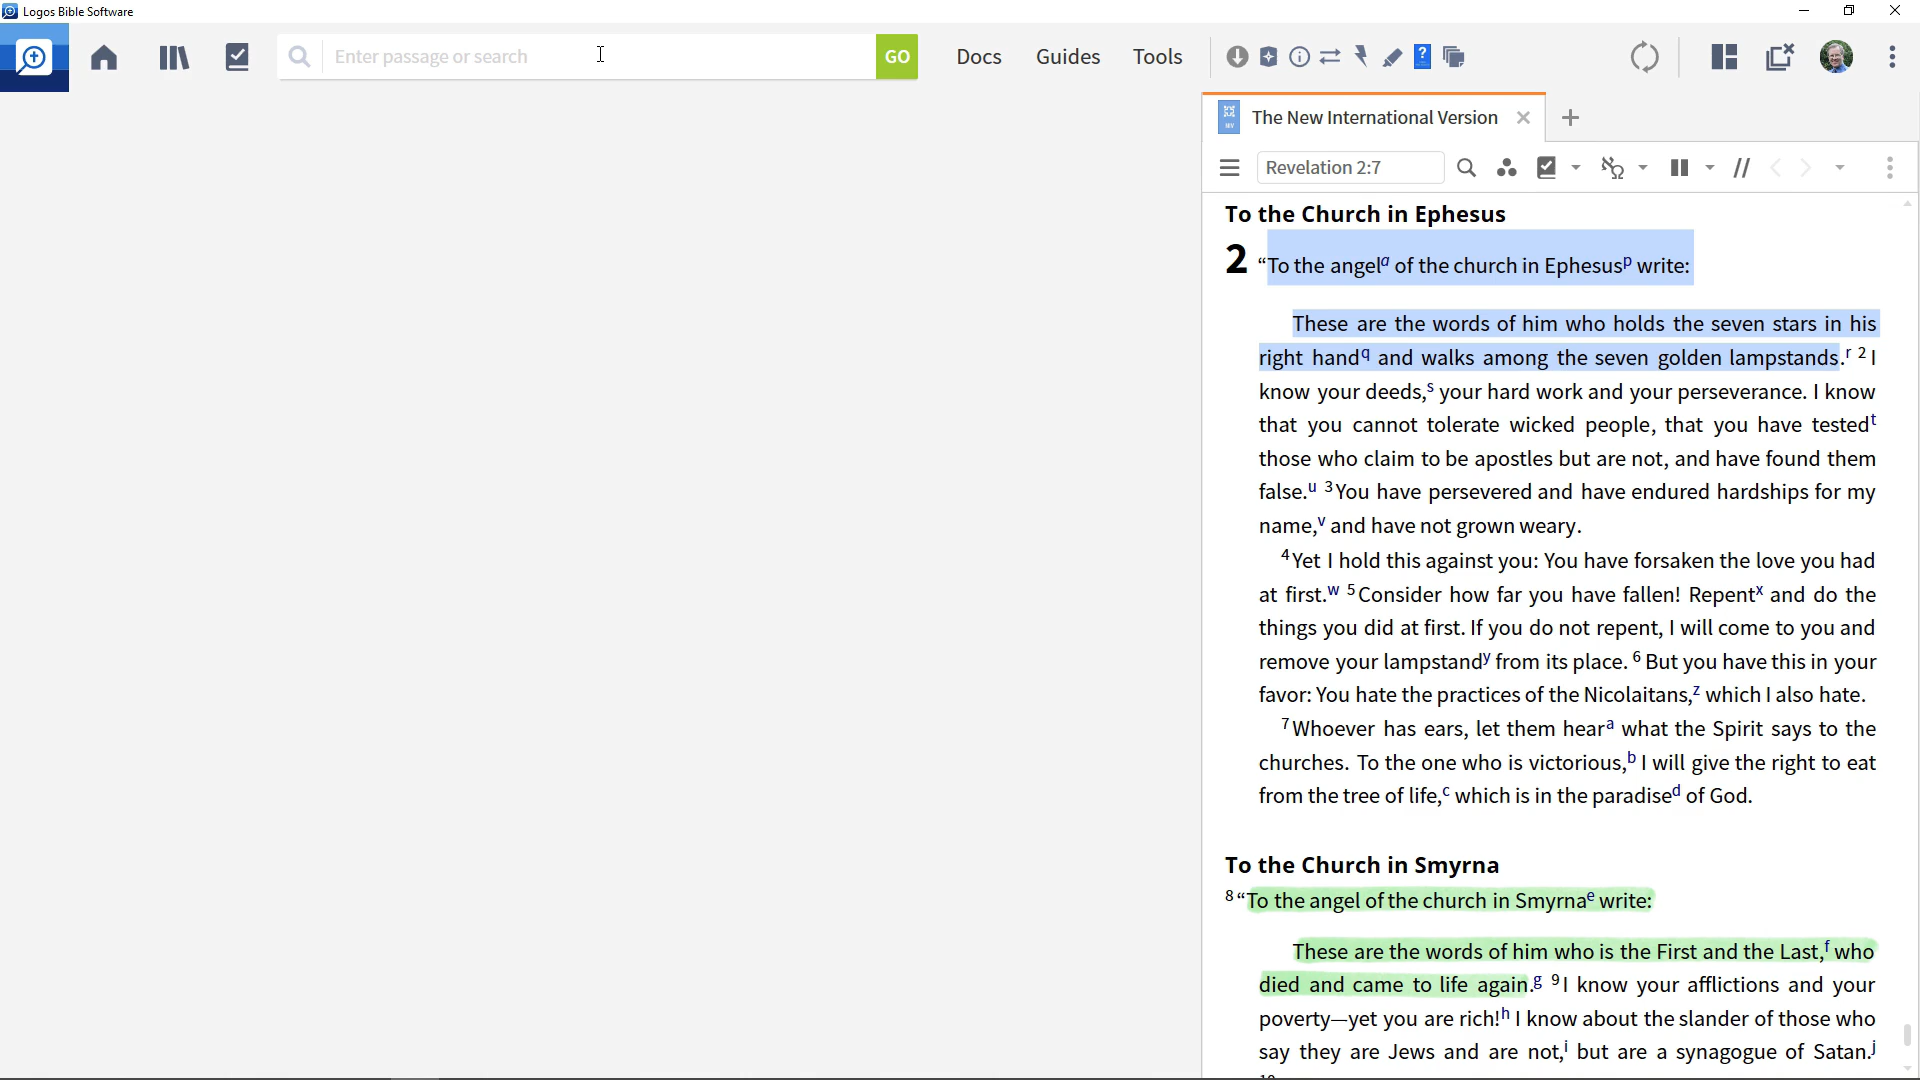 Logos Bible Software
Enter passage or search
GO
Docs
Guides
Tools
The New International Version
Revelation 2:7
To the Church in Ephesus
2 “To the angelᵃ of the church in Ephesusᵖ write:
These are the words of him who holds the seven stars in his
right hand^q and walks among the seven golden lampstands.ʳ ² I
know your deeds,ˢ your hard work and your perseverance. I know
that you cannot tolerate wicked people, that you have testedᵗ
those who claim to be apostles but are not, and have found them
false.ᵘ ³ You have persevered and have endured hardships for my
name,ᵛ and have not grown weary.
⁴ Yet I hold this against you: You have forsaken the love you had
at first.ʷ ⁵ Consider how far you have fallen! Repentˣ and do the
things you did at first. If you do not repent, I will come to you and
remove your lampstandʸ from its place. ⁶ But you have this in your
favor: You hate the practices of the Nicolaitans,ᶻ which I also hate.
⁷ Whoever has ears, let them hearᵃ what the Spirit says to the
churches. To the one who is victorious,ᵇ I will give the right to eat
from the tree of life,ᶜ which is in the paradiseᵈ of God.
To the Church in Smyrna
⁸ “To the angel of the church in Smyrnaᵉ write:
These are the words of him who is the First and the Last,ᶠ who
died and came to life again.ᵍ ⁹ I know your afflictions and your
poverty—yet you are rich!ʰ I know about the slander of those who
say they are Jews and are not,ⁱ but are a synagogue of Satan.ʲ